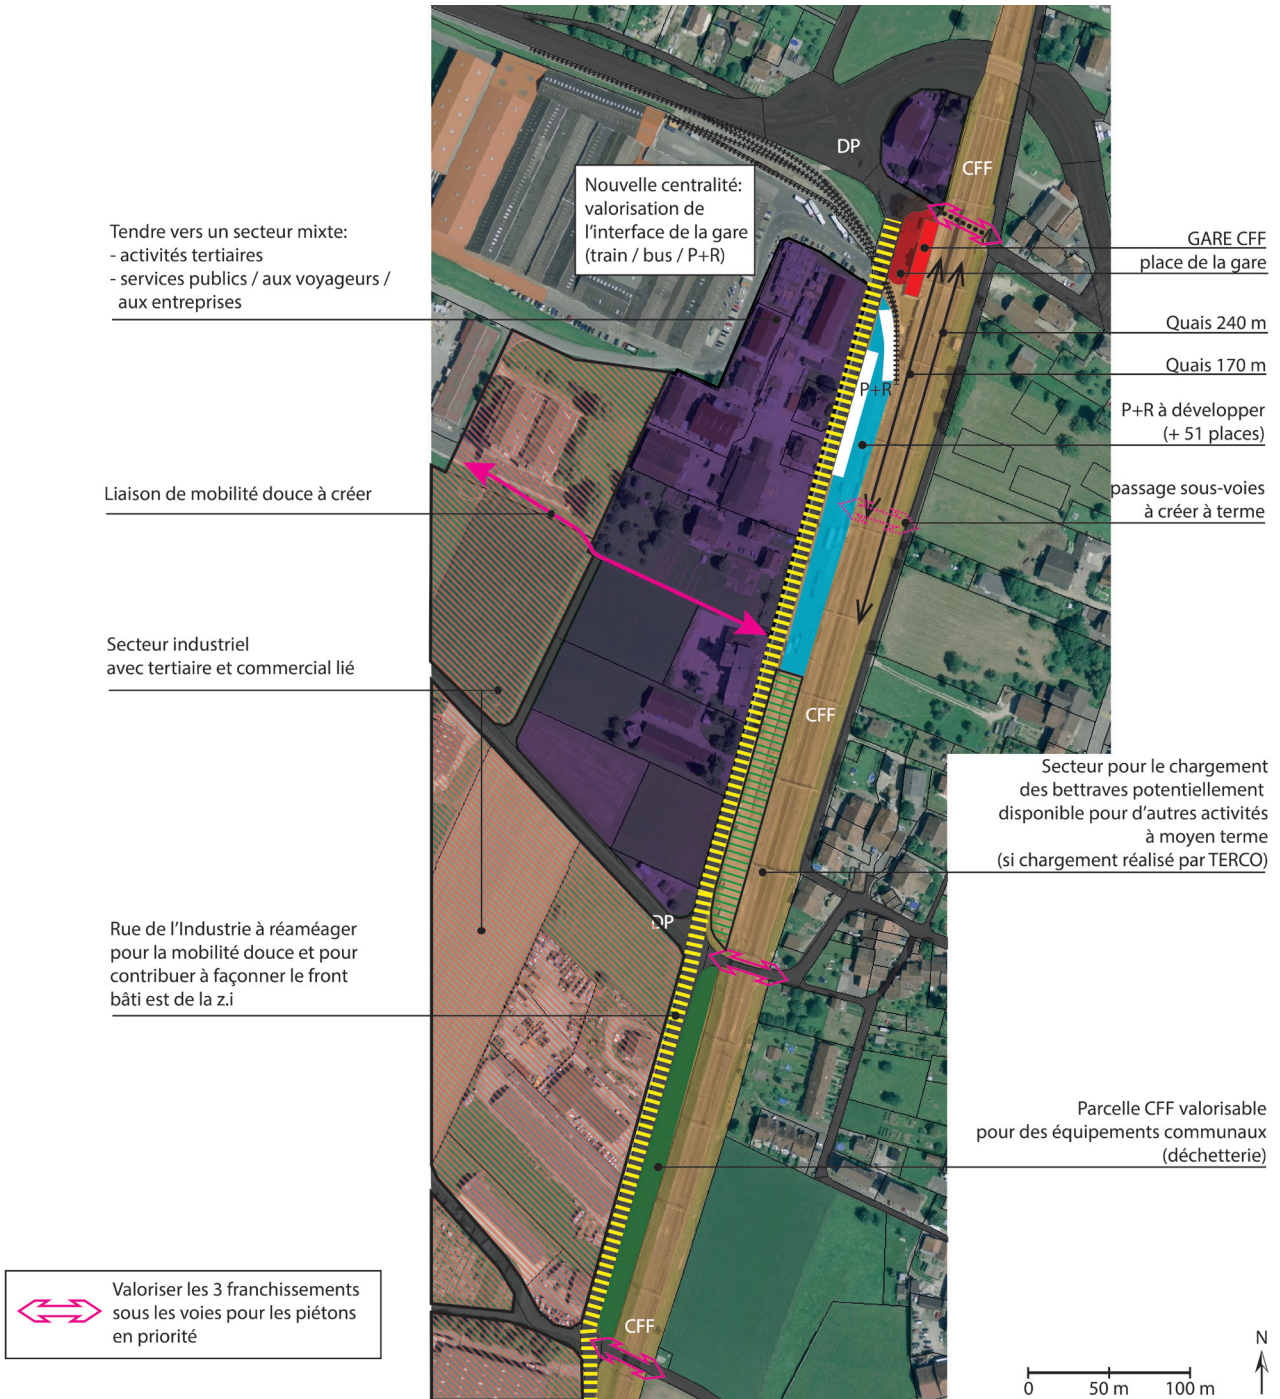 DP
CFF
Nouvelle centralité:
valorisation de
l'interface de la gare
(train / bus / P+R)
Tendre vers un secteur mixte:
- activités tertiaires
- services publics / aux voyageurs /
aux entreprises
GARE CFF
place de la gare
Quais 240 m
Quais 170 m
P+R
P+R à développer
(+ 51 places)
Liaison de mobilité douce à créer
passage sous-voies
à créer à terme
Secteur industriel
avec tertiaire et commercial lié
CFF
Secteur pour le chargement
des bettraves potentiellement
disponible pour d'autres activités
à moyen terme
(si chargement réalisé par TERCO)
DP
Rue de l'Industrie à réaméager
pour la mobilité douce et pour
contribuer à façonner le front
bâti est de la z.i
Parcelle CFF valorisable
pour des équipements communaux
(déchetterie)
Valoriser les 3 franchissements
sous les voies pour les piétons
en priorité
CFF
N
0 50 m 100 m